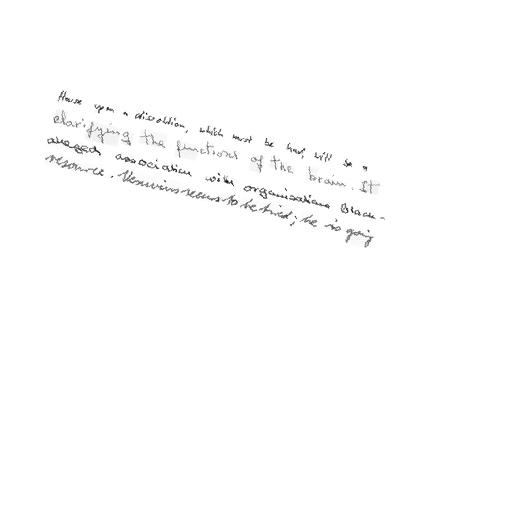 House upon a dissolution, which must be had, will be a
clarifying the functions of the brain. It
alleged association with organisations black-
resource. Vesuvius seems to be tired; he is going